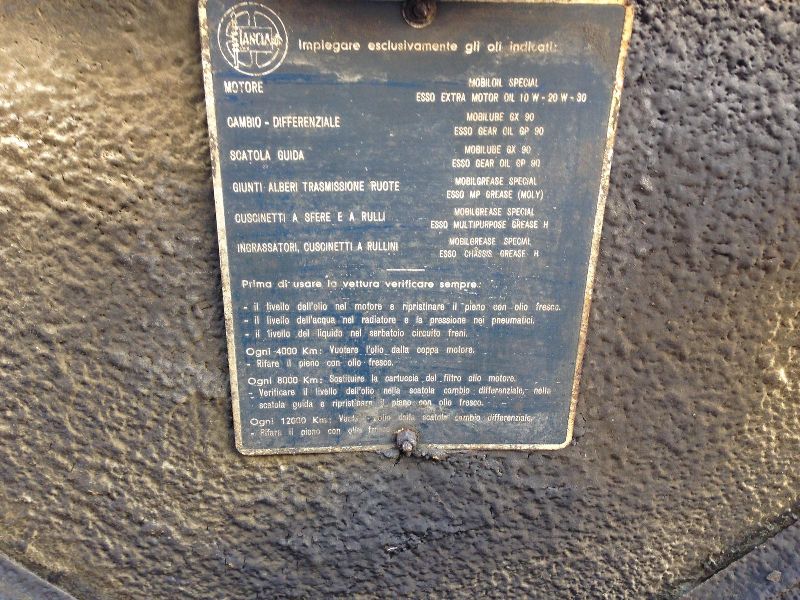 LANCIA
Impiegare esclusivamente gli oli indicati:
MOTORE
MOBILOIL SPECIAL
ESSO EXTRA MOTOR OIL 10 W - 20 W - 30
CAMBIO - DIFFERENZIALE
MOBILUBE GX 90
ESSO GEAR OIL GP 90
SCATOLA GUIDA
MOBILUBE GX 90
ESSO GEAR OIL GP 90
GIUNTI ALBERI TRASMISSIONE RUOTE
MOBILGREASE SPECIAL
ESSO MP GREASE (MOLY)
CUSCINETTI A SFERE E A RULLI
MOBILGREASE SPECIAL
ESSO MULTIPURPOSE GREASE H
INGRASSATORI, CUSCINETTI A RULLINI
MOBILGREASE SPECIAL
ESSO CHÂSSIS GREASE H
Prima di usare la vettura verificare sempre:
- il livello dell'olio nel motore e ripristinare il pieno con olio fresco.
- il livello dell'acqua nel radiatore e la pressione nei pneumatici.
- il livello del liquido nel serbatoio circuito freni.
Ogni 4000 Km: Vuotare l'olio dalla coppa motore.
- Rifare il pieno con olio fresco.
Ogni 8000 Km: Sostituire la cartuccia del filtro olio motore.
- Verificare il livello dell'olio nella scatola cambio differenziale, nella
scatola guida e ripristinare il pieno con olio fresco.
Ogni 12000 Km: olio dalla scatola cambio differenziale.
- Rifare il pieno con olio fresco